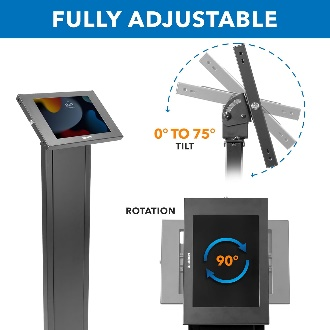 FULLY ADJUSTABLE
0° TO 75°
TILT
ROTATION
90°